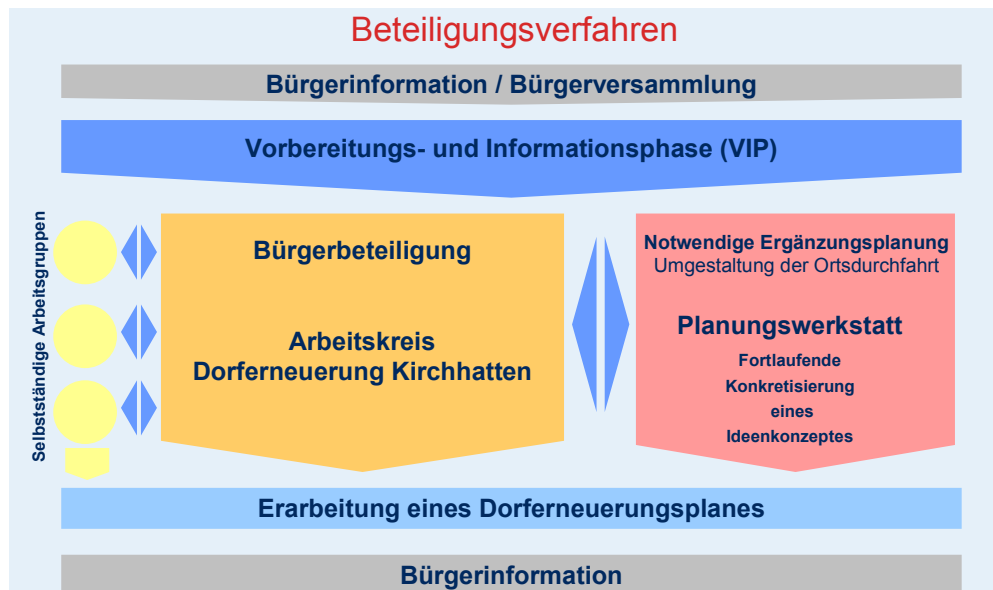 Beteiligungsverfahren
Bürgerinformation / Bürgerversammlung
Vorbereitungs- und Informationsphase (VIP)
Selbstständige Arbeitsgruppen
Bürgerbeteiligung
Arbeitskreis
Dorferneuerung Kirchhatten
Notwendige Ergänzungsplanung
Umgestaltung der Ortsdurchfahrt
Planungswerkstatt
Fortlaufende
Konkretisierung
eines
Ideenkonzeptes
Erarbeitung eines Dorferneuerungsplanes
Bürgerinformation